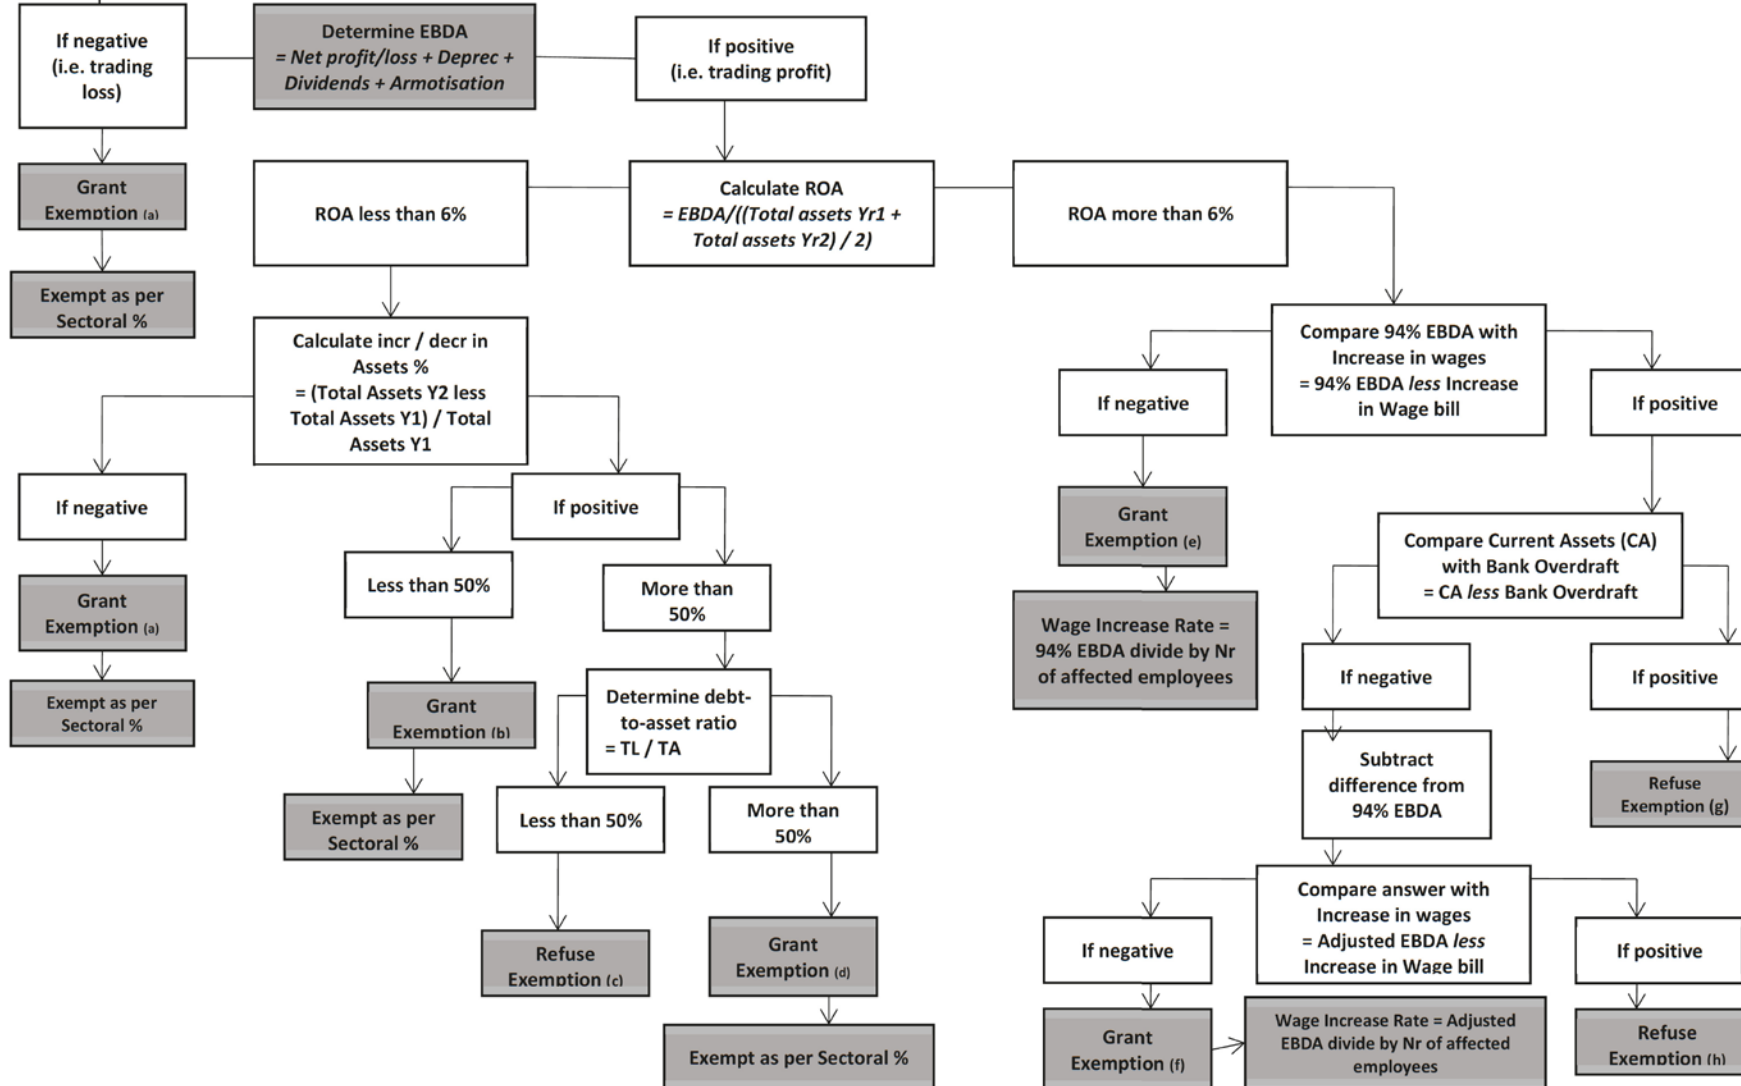 If negative
(i.e. trading
loss)
Determine EBDA
= Net profit/loss + Deprec +
Dividends + Armotisation
If positive
(i.e. trading profit)
Grant
Exemption (a)
Exempt as per
Sectoral %
ROA less than 6%
Calculate ROA
= EBDA/((Total assets Yr1 +
Total assets Yr2) / 2)
ROA more than 6%
Calculate incr / decr in
Assets %
= (Total Assets Y2 less
Total Assets Y1) / Total
Assets Y1
If negative
Grant
Exemption (a)
Exempt as per
Sectoral %
If positive
Less than 50%
Grant
Exemption (b)
Exempt as per
Sectoral %
More than
50%
Determine debt-
to-asset ratio
= TL / TA
Less than 50%
Refuse
Exemption (c)
More than
50%
Grant
Exemption (d)
Exempt as per Sectoral %
Compare 94% EBDA with
Increase in wages
= 94% EBDA less Increase
in Wage bill
If negative
Grant
Exemption (e)
Wage Increase Rate =
94% EBDA divide by Nr
of affected employees
If positive
Compare Current Assets (CA)
with Bank Overdraft
= CA less Bank Overdraft
If negative
Subtract
difference from
94% EBDA
If positive
Refuse
Exemption (g)
Compare answer with
Increase in wages
= Adjusted EBDA less
Increase in Wage bill
If negative
Grant
Exemption (f)
Wage Increase Rate = Adjusted
EBDA divide by Nr of affected
employees
If positive
Refuse
Exemption (h)